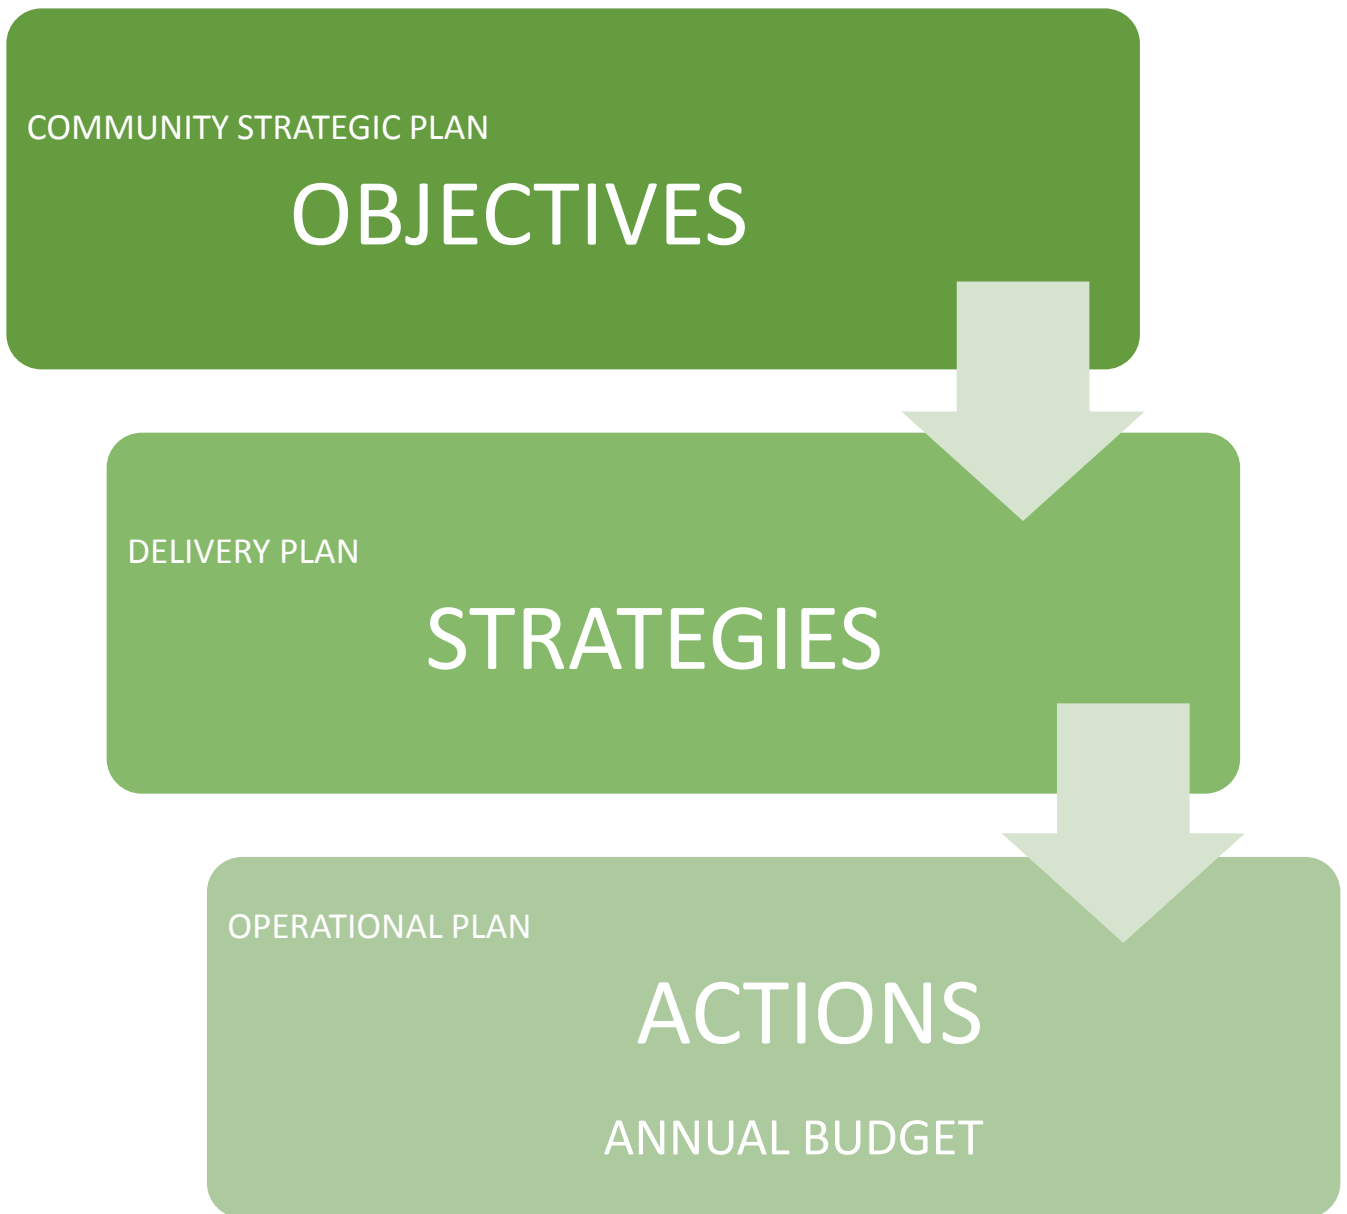 COMMUNITY STRATEGIC PLAN
OBJECTIVES
DELIVERY PLAN
STRATEGIES
OPERATIONAL PLAN
ACTIONS
ANNUAL BUDGET